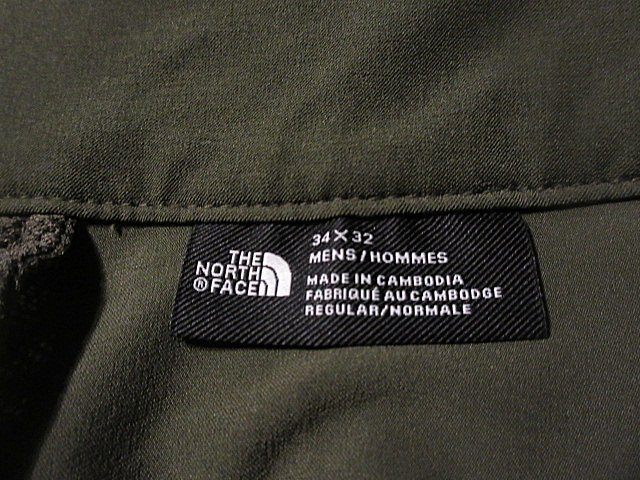 THE
NORTH
®FACE
34X32
MENS/HOMMES
MADE IN CAMBODIA
FABRIQUÉ AU CAMBODGE
REGULAR/NORMALE